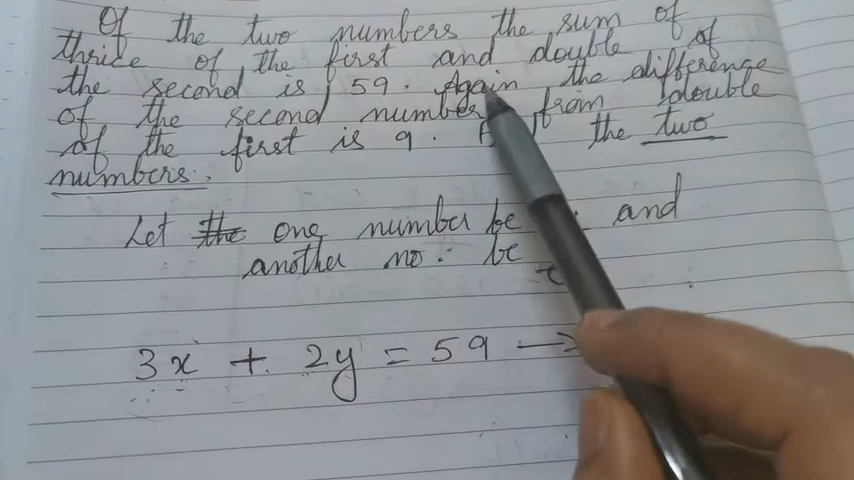 Of the two numbers the sum of
thrice of the first and double of
the second is 59. Again the difference
of the second number from double
of the first is 9. the two
numbers.
Let the one number be and
another no. be
3x + 2y = 59 →